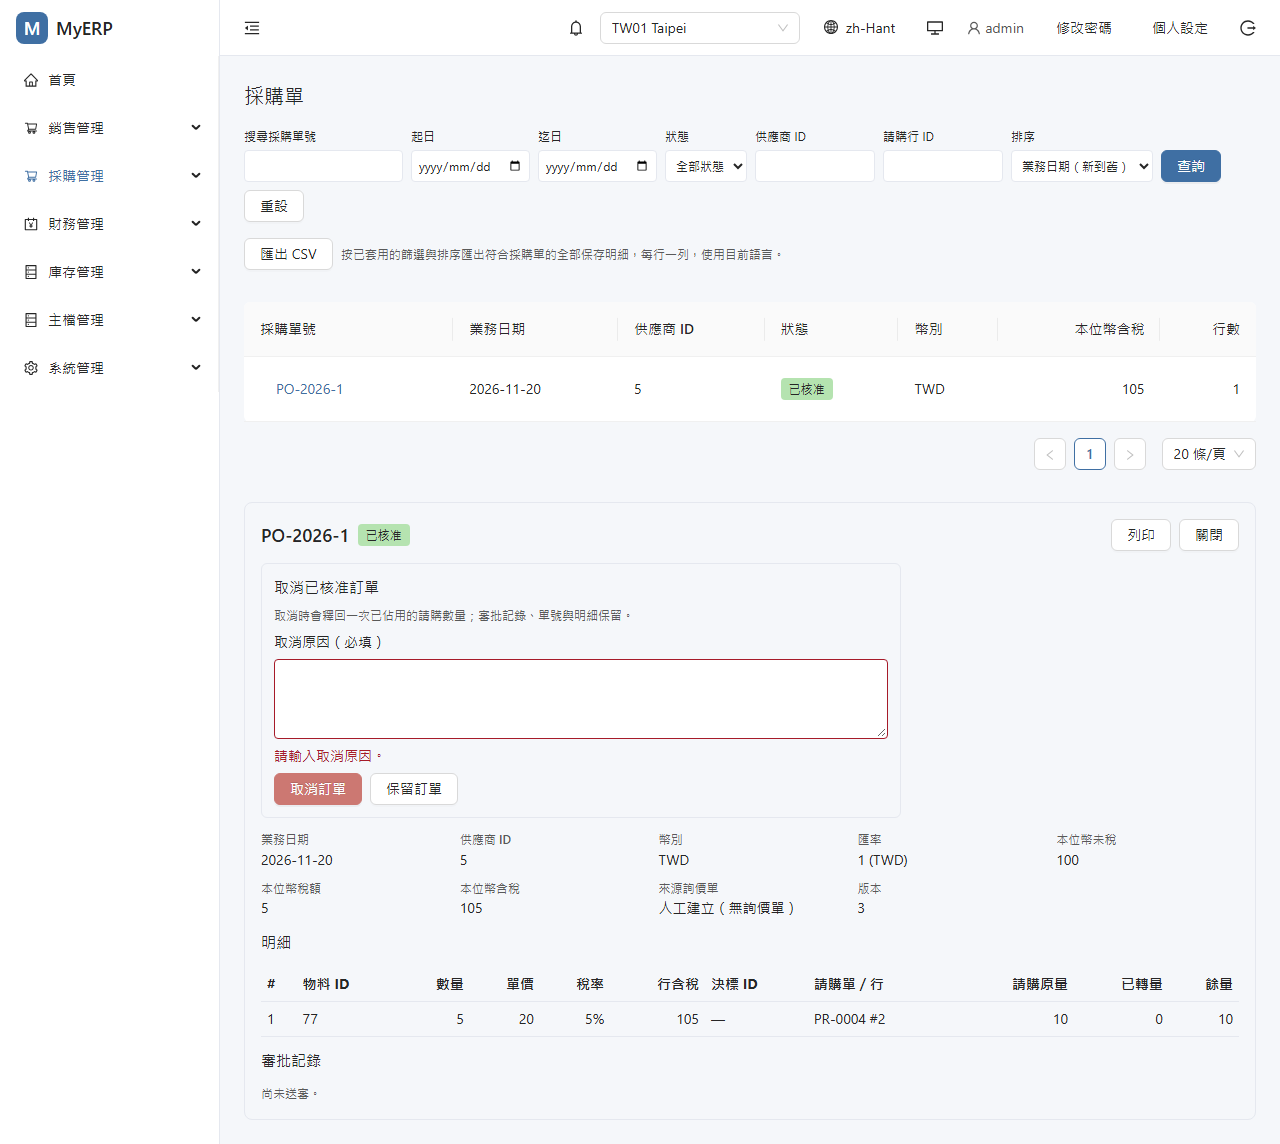 M MyERP
TW01 Taipei
zh-Hant
admin
修改密碼
個人設定
首頁
銷售管理
採購管理
財務管理
庫存管理
主檔管理
系統管理
採購單
搜尋採購單號 起日 迄日 狀態 供應商 ID 請購行 ID 排序
yyyy/mm/dd yyyy/mm/dd 全部狀態 業務日期（新到舊） 查詢
重設
匯出 CSV 按已套用的篩選與排序匯出符合採購單的全部保存明細，每行一列，使用目前語言。
採購單號 業務日期 供應商 ID 狀態 幣別 本位幣含稅 行數
PO-2026-1 2026-11-20 5 已核准 TWD 105 1
< 1 > 20 條/頁
PO-2026-1 已核准 列印 關閉
取消已核准訂單
取消時會釋回一次已佔用的請購數量；審批記錄、單號與明細保留。
取消原因（必填）
請輸入取消原因。
取消訂單 保留訂單
業務日期 供應商 ID 幣別 匯率 本位幣未稅
2026-11-20 5 TWD 1 (TWD) 100
本位幣稅額 本位幣含稅 來源詢價單 版本
5 105 人工建立（無詢價單） 3
明細
# 物料 ID 數量 單價 稅率 行含稅 決標 ID 請購單 / 行 請購原量 已轉量 餘量
1 77 5 20 5% 105 — PR-0004 #2 10 0 10
審批記錄
尚未送審。